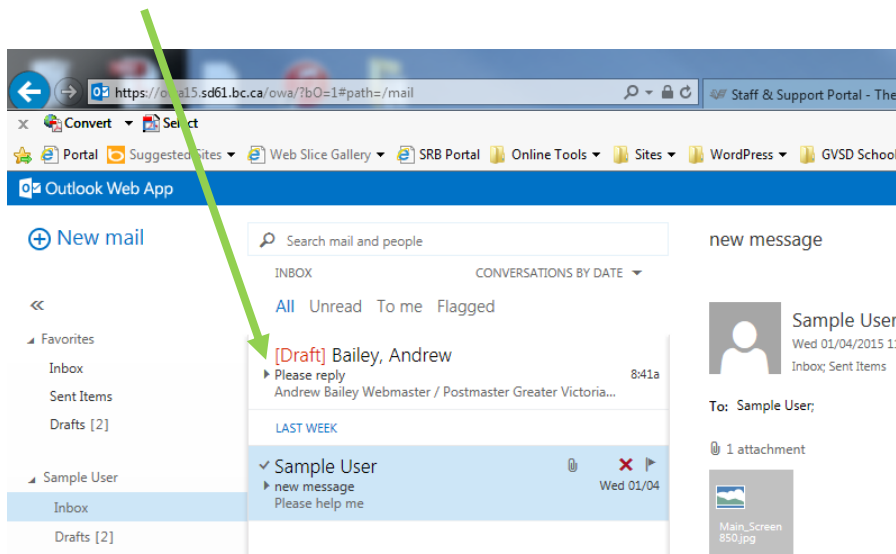 https://owa15.sd61.bc.ca/owa/?bO=1#path=/mail
Staff & Support Portal - The
x Convert Select
Portal Suggested Sites Web Slice Gallery SRB Portal Online Tools Sites WordPress GVSD School
Outlook Web App
New mail
Search mail and people
new message
INBOX CONVERSATIONS BY DATE
All Unread To me Flagged
Favorites
Inbox
Sent Items
Drafts [2]
Sample User
Inbox
Drafts [2]
[Draft] Bailey, Andrew
Please reply 8:41a
Andrew Bailey Webmaster / Postmaster Greater Victoria...
LAST WEEK
Sample User
new message Wed 01/04
Please help me
Sample User
Wed 01/04/2015 11
Inbox; Sent Items
To: Sample User;
1 attachment
Main_Screen
850.jpg